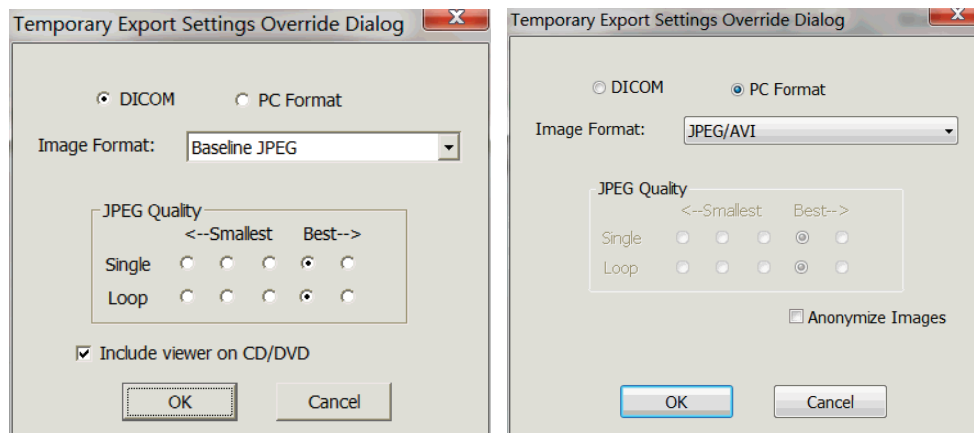 Temporary Export Settings Override Dialog
DICOM PC Format
Image Format: Baseline JPEG
JPEG Quality
<--Smallest Best-->
Single
Loop
Include viewer on CD/DVD
OK Cancel
Temporary Export Settings Override Dialog
DICOM PC Format
Image Format: JPEG/AVI
JPEG Quality
<--Smallest Best-->
Single
Loop
Anonymize Images
OK Cancel